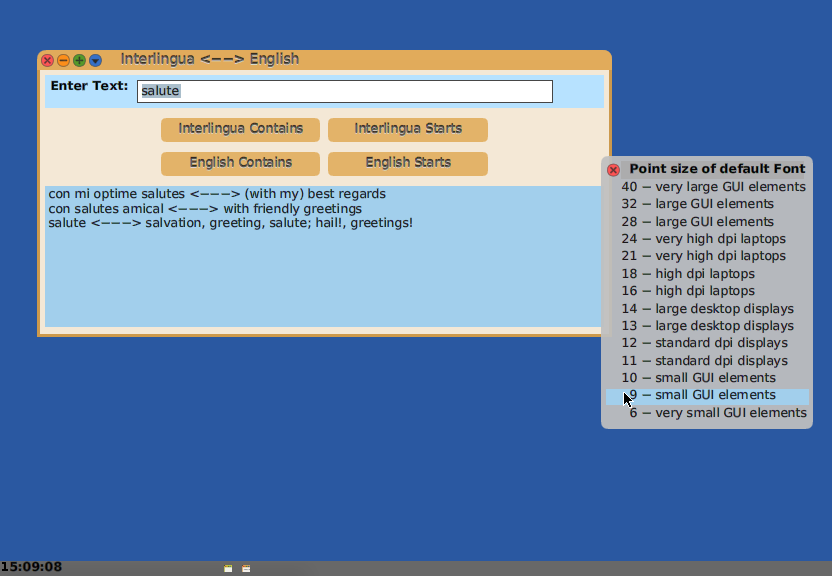 Interlingua <−−> English
Enter Text:
salute
Interlingua Contains
Interlingua Starts
English Contains
English Starts
con mi optime salutes <−−−> (with my) best regards
con salutes amical <−−−> with friendly greetings
salute <−−−> salvation, greeting, salute; hail!, greetings!
Point size of default Font
40 − very large GUI elements
32 − large GUI elements
28 − large GUI elements
24 − very high dpi laptops
21 − very high dpi laptops
18 − high dpi laptops
16 − high dpi laptops
14 − large desktop displays
13 − large desktop displays
12 − standard dpi displays
11 − standard dpi displays
10 − small GUI elements
9 − small GUI elements
6 − very small GUI elements
15:09:08